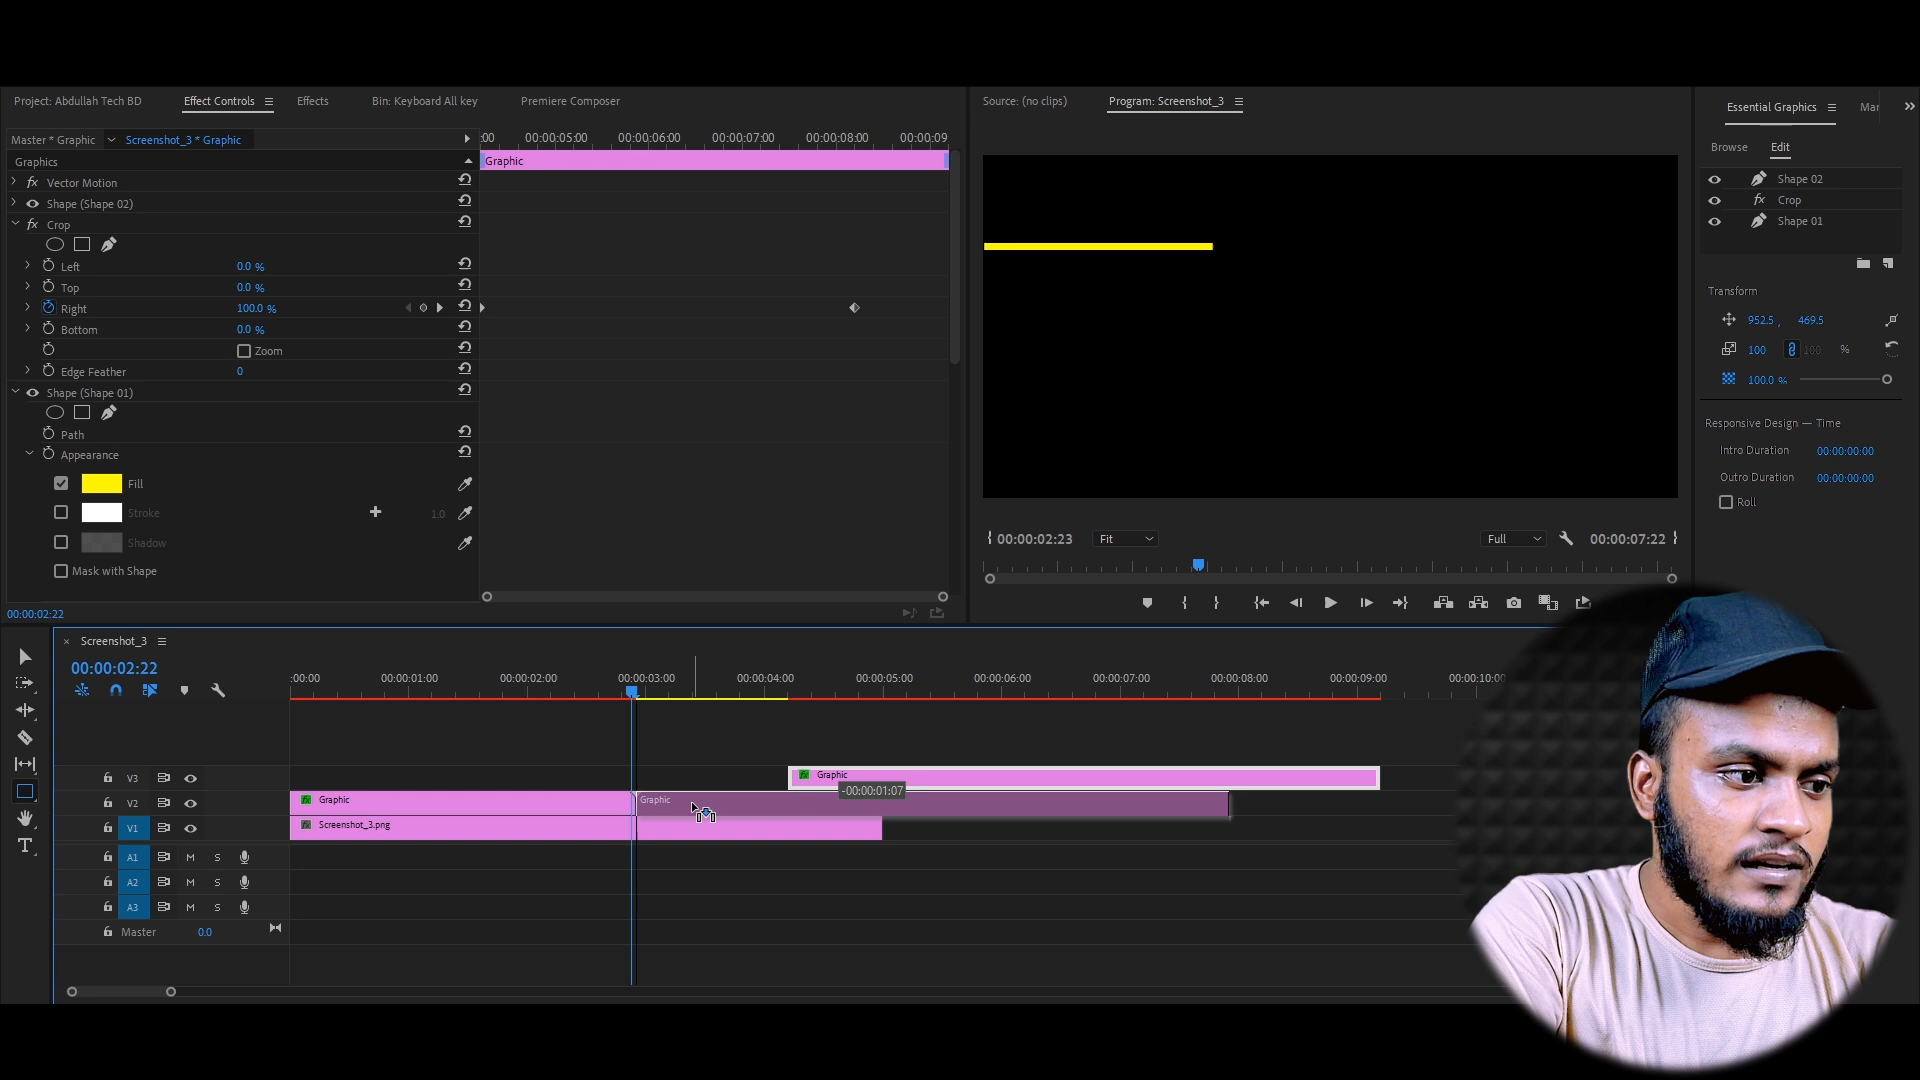 Project: Abdullah Tech BD
Effect Controls
Effects
Bin: Keyboard All key
Premiere Composer
Source: (no clips)
Program: Screenshot_3
Essential Graphics
Master * Graphic
Screenshot_3 * Graphic
:00 00:00:05:00 00:00:06:00 00:00:07:00 00:00:08:00 00:00:09
Graphics
Graphic
fx Vector Motion
Shape (Shape 02)
fx Crop
Left 0.0 %
Top 0.0 %
Right 100.0 %
Bottom 0.0 %
Zoom
Edge Feather 0
Shape (Shape 01)
Path
Appearance
Fill
Stroke 1.0
Shadow
Mask with Shape
00:00:02:22
Browse Edit
Shape 02
fx Crop
Shape 01
Transform
952.5 , 469.5
100 100 %
100.0 %
Responsive Design — Time
Intro Duration 00:00:00:00
Outro Duration 00:00:00:00
Roll
00:00:02:23 Fit Full 00:00:07:22
× Screenshot_3
00:00:02:22
:00:00 00:00:01:00 00:00:02:00 00:00:03:00 00:00:04:00 00:00:05:00 00:00:06:00 00:00:07:00 00:00:08:00 00:00:09:00 00:00:10:00
V3 Graphic
-00:00:01:07
V2 Graphic Graphic
V1 Screenshot_3.png
A1 M S
A2 M S
A3 M S
Master 0.0